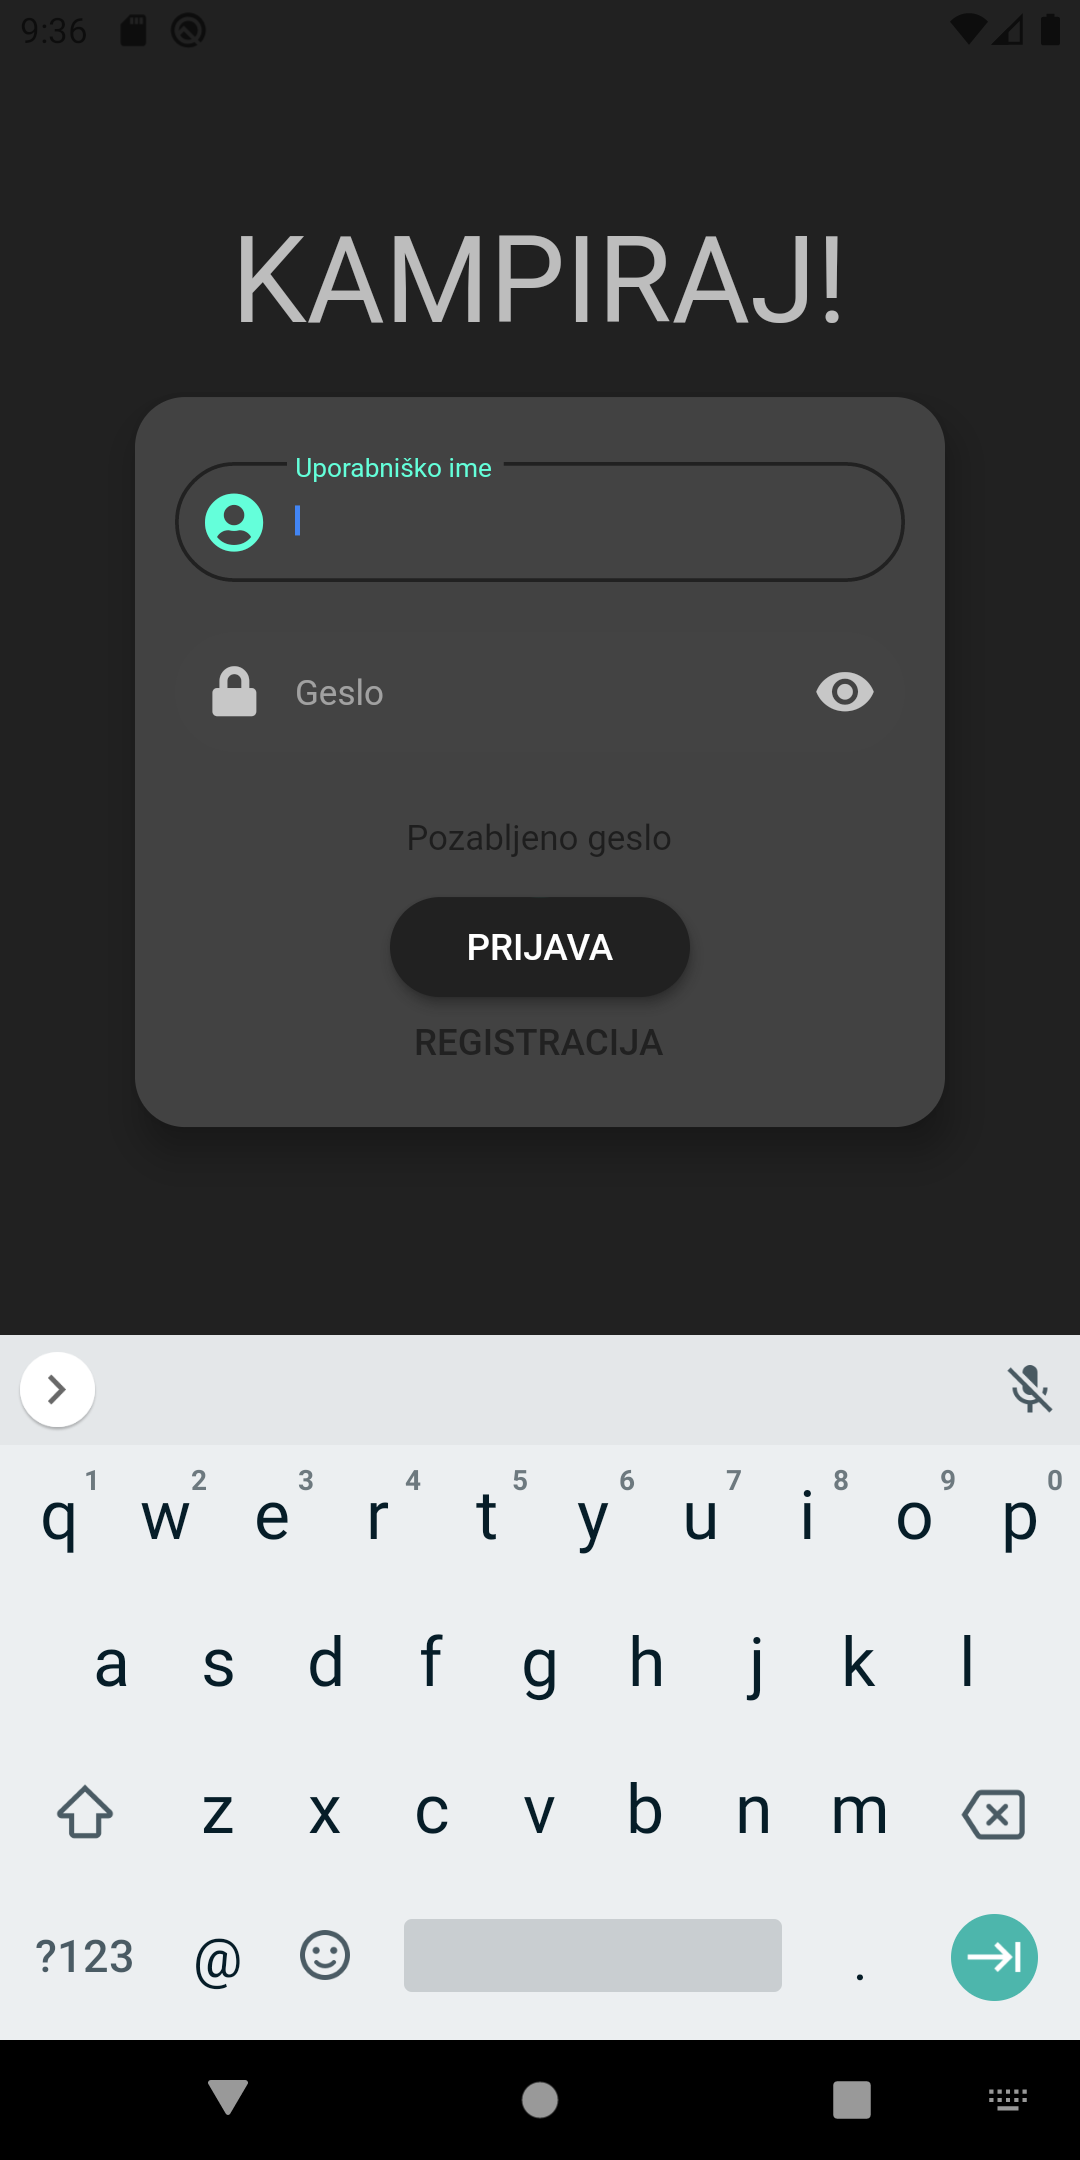 9:36
KAMPIRAJ!
Uporabniško ime
Geslo
Pozabljeno geslo
PRIJAVA
REGISTRACIJA
1 2 3 4 5 6 7 8 9 0
q w e r t y u i o p
a s d f g h j k l
z x c v b n m
?123 @ .